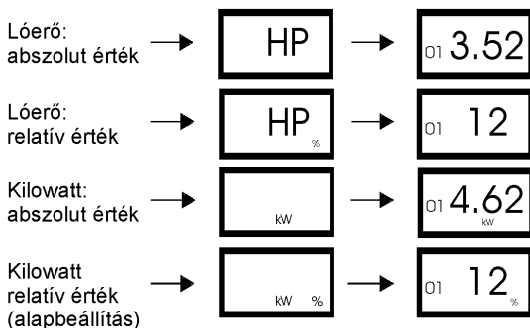 Lóerő:
abszolut érték
HP
01 3.52
Lóerő:
relatív érték
HP
%
01 12
Kilowatt:
abszolut érték
kW
01 4.62
kW
Kilowatt
relatív érték
(alapbeállítás)
kW %
01 12
%